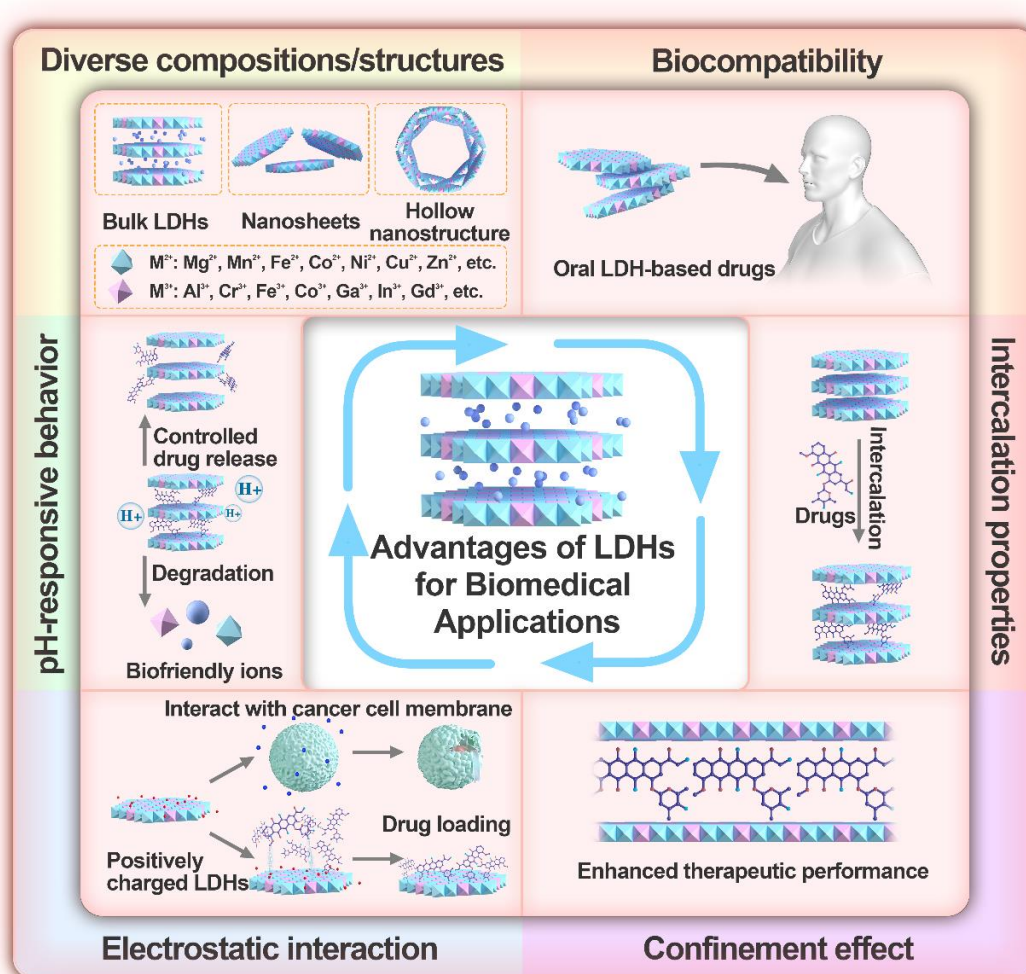 Diverse compositions/structures
Bulk LDHs
Nanosheets
Hollow
nanostructure
M²⁺: Mg²⁺, Mn²⁺, Fe²⁺, Co²⁺, Ni²⁺, Cu²⁺, Zn²⁺, etc.
M³⁺: Al³⁺, Cr³⁺, Fe³⁺, Co³⁺, Ga³⁺, In³⁺, Gd³⁺, etc.
Biocompatibility
Oral LDH-based drugs
pH-responsive behavior
Controlled
drug release
H+
H+
H+
Degradation
Biofriendly ions
Advantages of LDHs
for Biomedical
Applications
Intercalation properties
Drugs
Intercalation
Interact with cancer cell membrane
Positively
charged LDHs
Drug loading
Electrostatic interaction
Enhanced therapeutic performance
Confinement effect